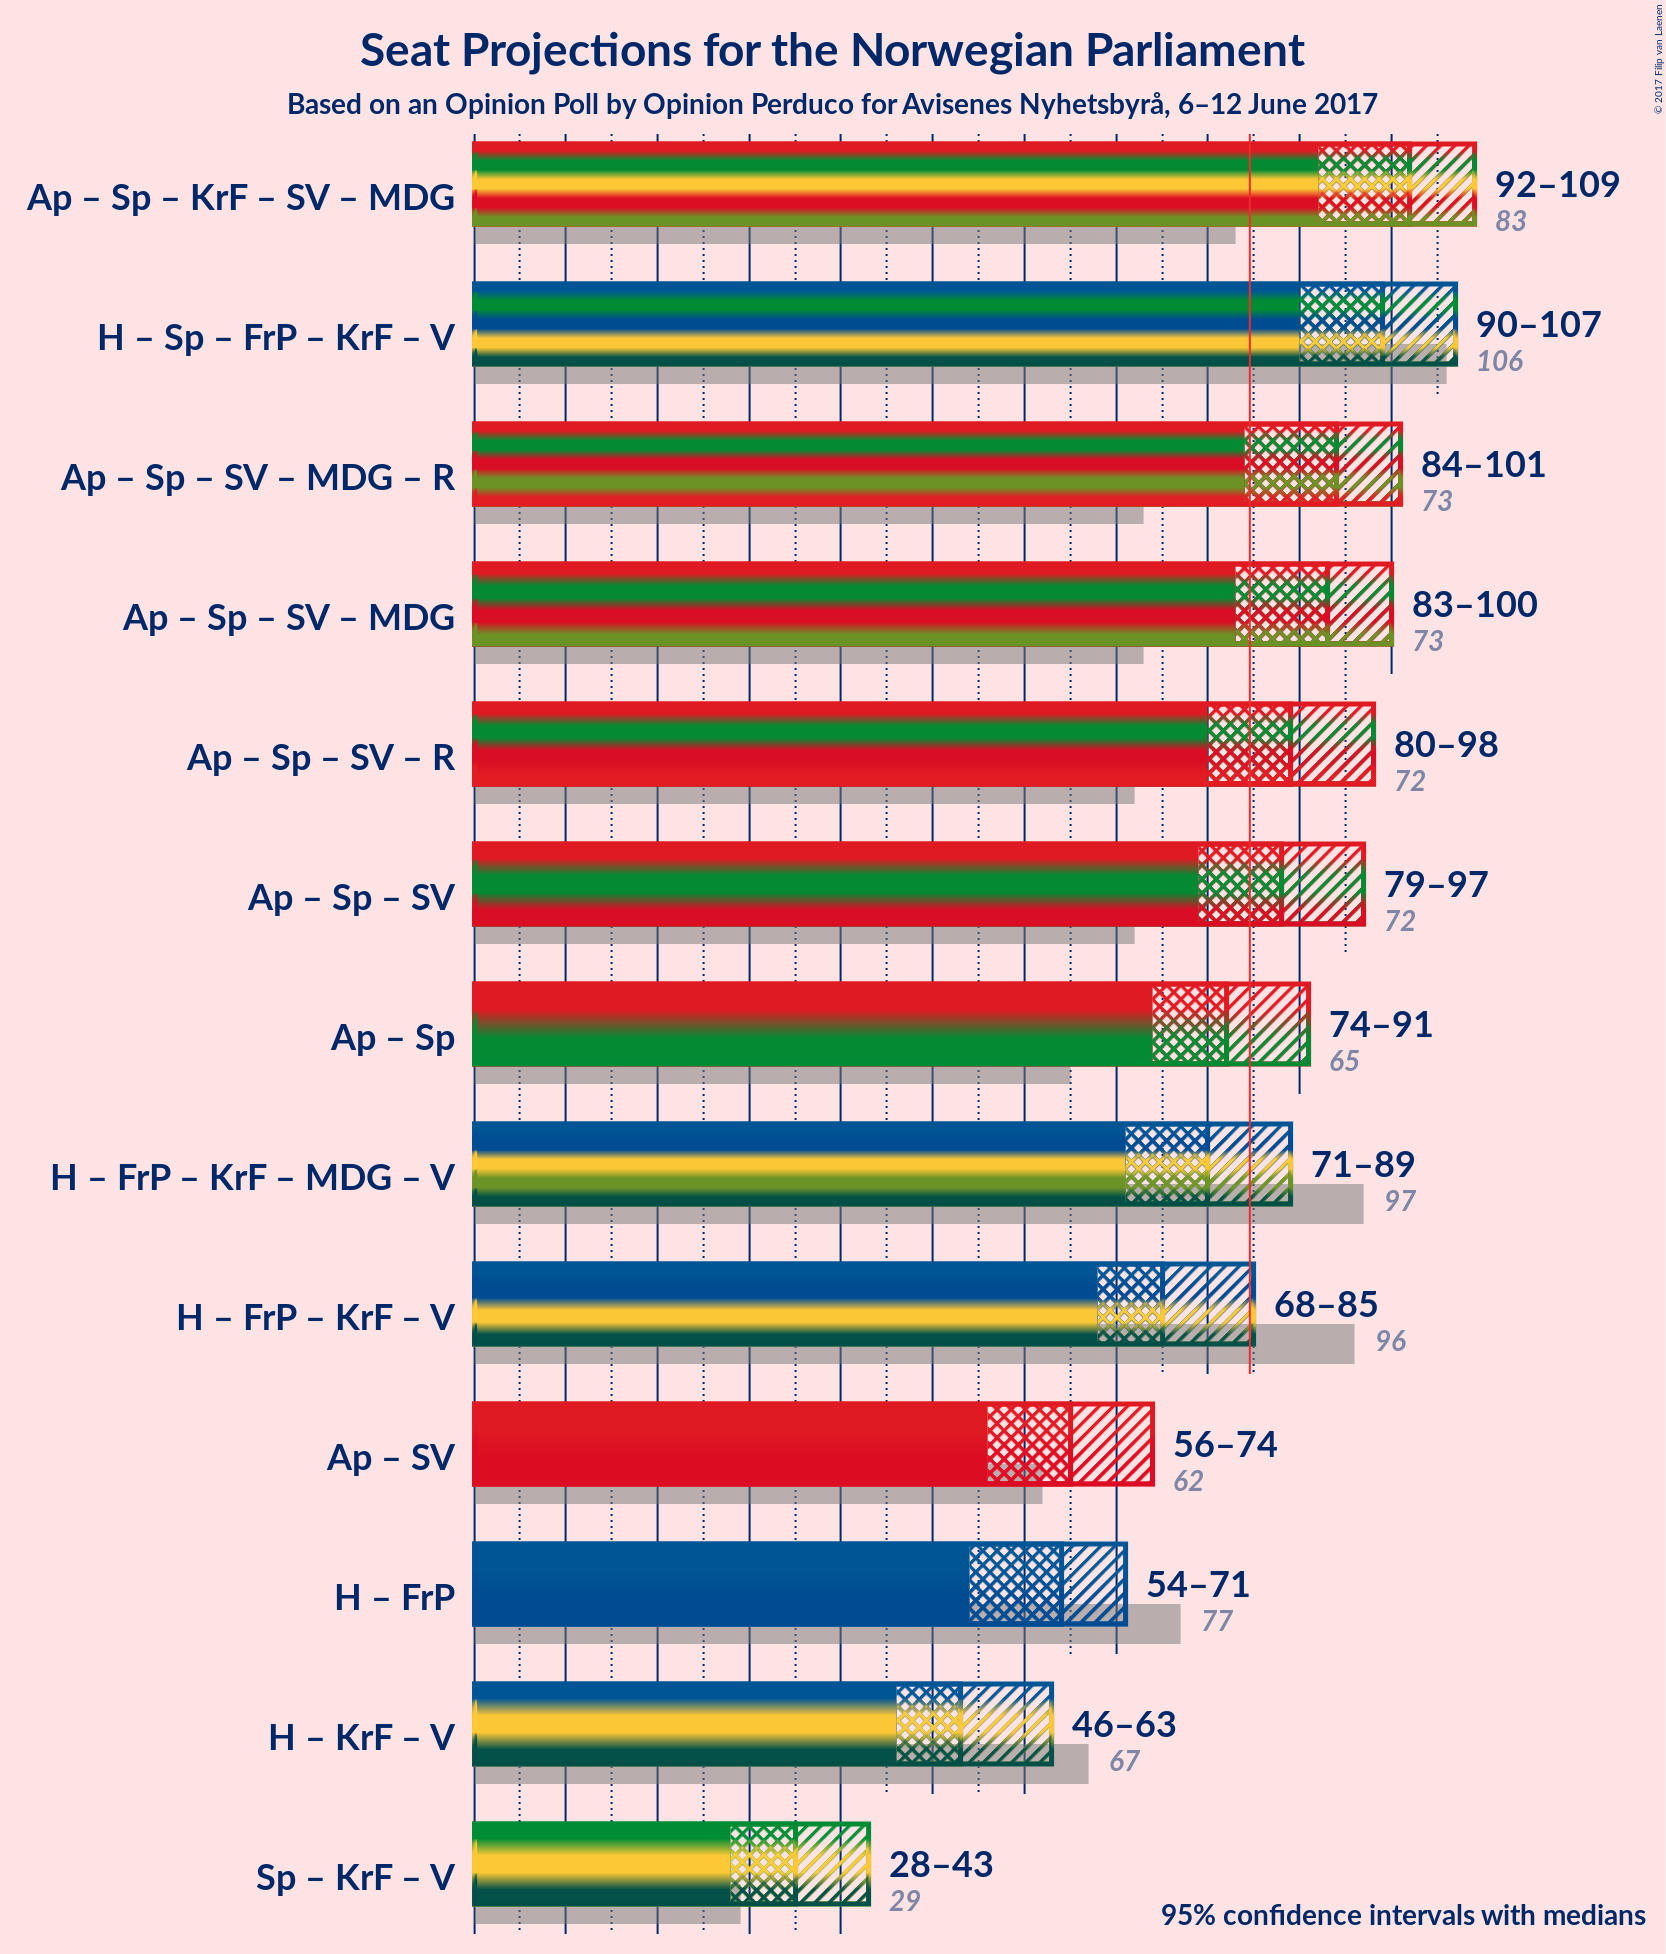 Seat Projections for the Norwegian Parliament
Based on an Opinion Poll by Opinion Perduco for Avisenes Nyhetsbyrå, 6–12 June 2017
© 2017 Filip van Laenen
Ap – Sp – KrF – SV – MDG
92–109
83
H – Sp – FrP – KrF – V
90–107
106
Ap – Sp – SV – MDG – R
84–101
73
Ap – Sp – SV – MDG
83–100
73
Ap – Sp – SV – R
80–98
72
Ap – Sp – SV
79–97
72
Ap – Sp
74–91
65
H – FrP – KrF – MDG – V
71–89
97
H – FrP – KrF – V
68–85
96
Ap – SV
56–74
62
H – FrP
54–71
77
H – KrF – V
46–63
67
Sp – KrF – V
28–43
29
95% confidence intervals with medians